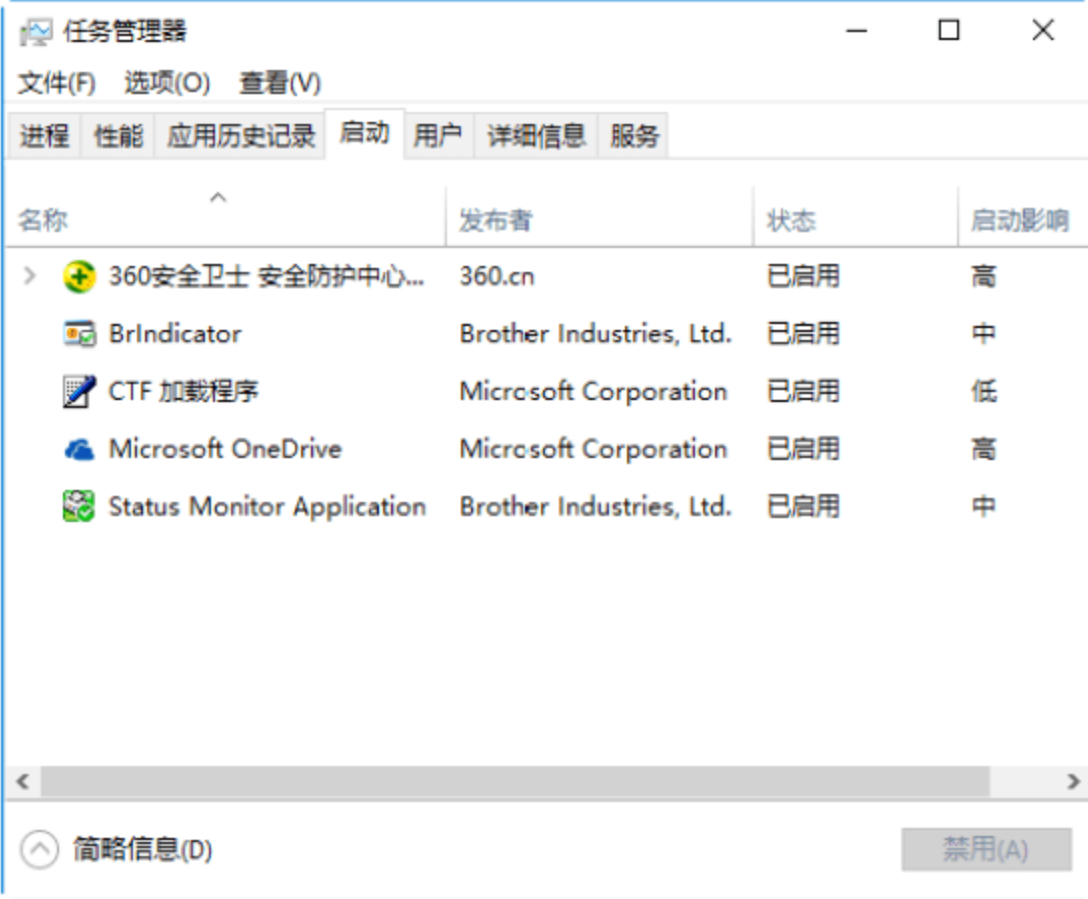 任务管理器
文件(F) 选项(O) 查看(V)
进程 性能 应用历史记录 启动 用户 详细信息 服务
名称 发布者 状态 启动影响
360安全卫士 安全防护中心... 360.cn 已启用 高
BrIndicator Brother Industries, Ltd. 已启用 中
CTF 加载程序 Microsoft Corporation 已启用 低
Microsoft OneDrive Microsoft Corporation 已启用 高
Status Monitor Application Brother Industries, Ltd. 已启用 中
简略信息(D) 禁用(A)